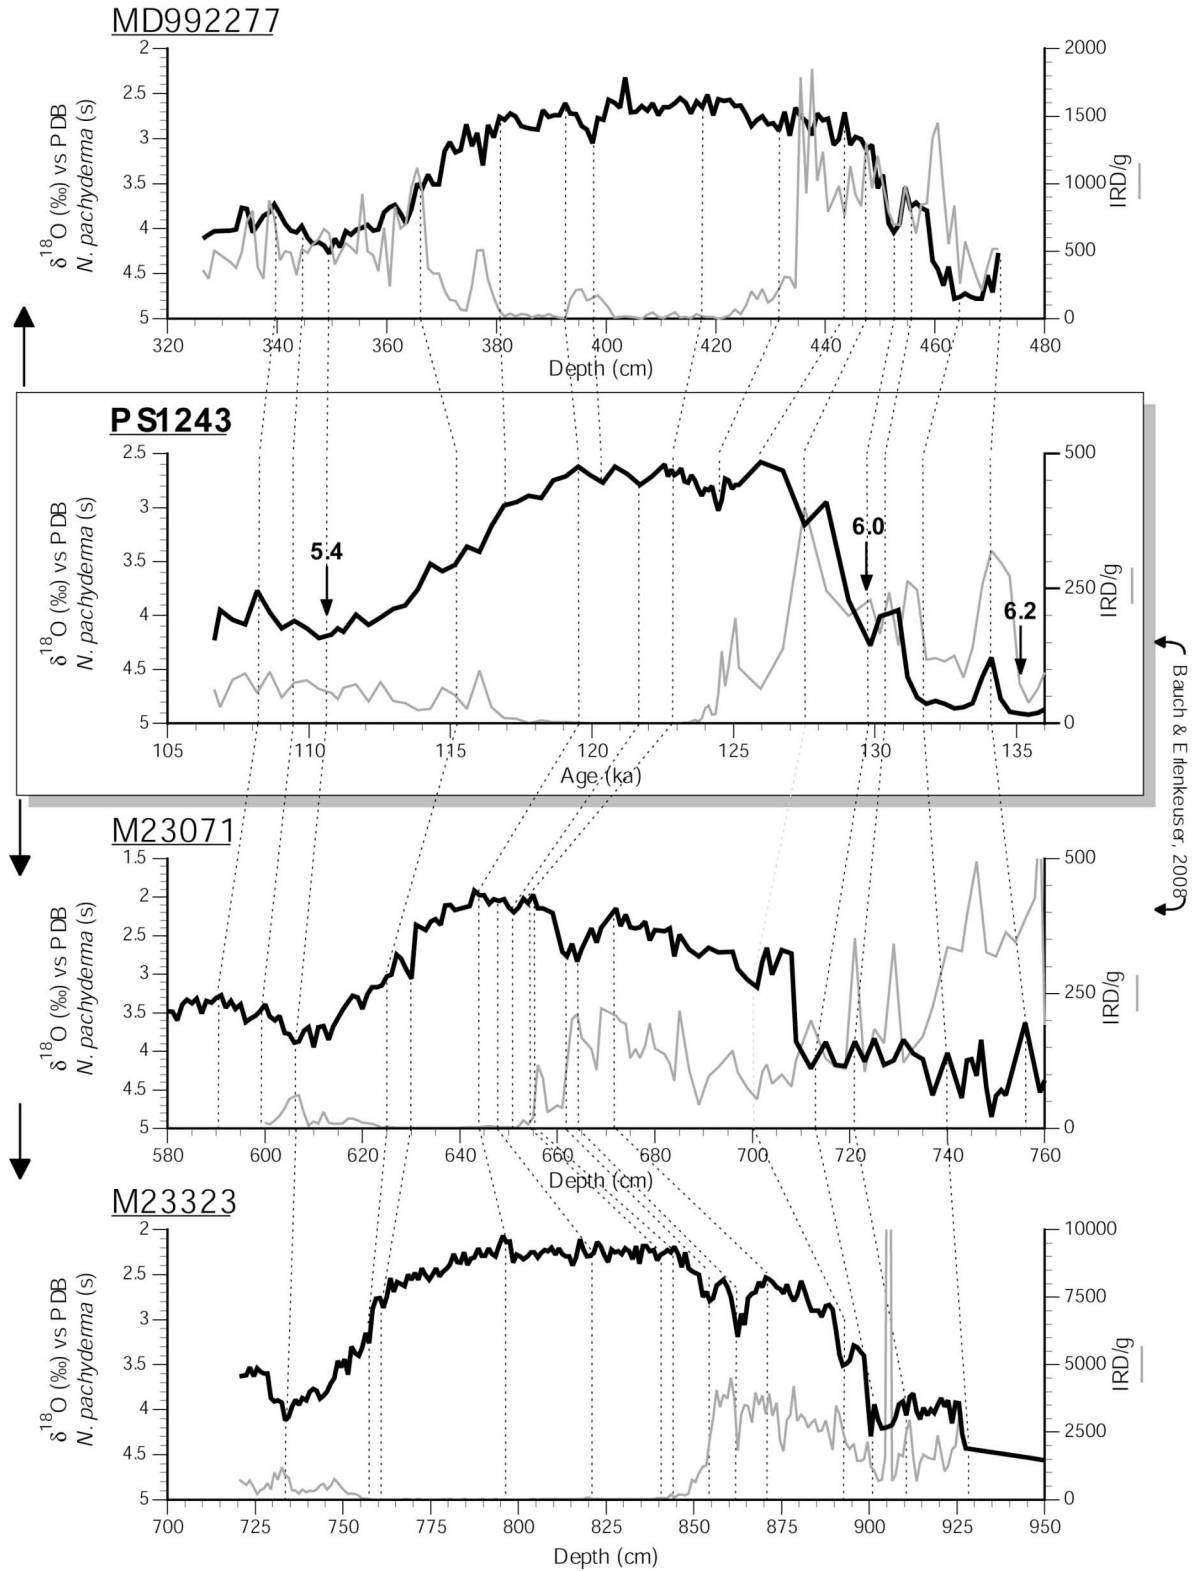 MD992277
2
2.5
3
3.5
4
4.5
5
δ18O (‰) vs PDB
N. pachyderma (s)
2000
1500
1000
500
0
IRD/g
320 340 360 380 400 420 440 460 480
Depth (cm)
PS1243
2.5
3
3.5
4
4.5
5
δ18O (‰) vs PDB
N. pachyderma (s)
5.4
6.0
6.2
500
250
0
IRD/g
105 110 115 120 125 130 135
Age (ka)
Bauch & Erlenkeuser, 2008
M23071
1.5
2
2.5
3
3.5
4
4.5
5
δ18O (‰) vs PDB
N. pachyderma (s)
500
250
0
IRD/g
580 600 620 640 660 680 700 720 740 760
Depth (cm)
M23323
2
2.5
3
3.5
4
4.5
5
δ18O (‰) vs PDB
N. pachyderma (s)
10000
7500
5000
2500
0
IRD/g
700 725 750 775 800 825 850 875 900 925 950
Depth (cm)